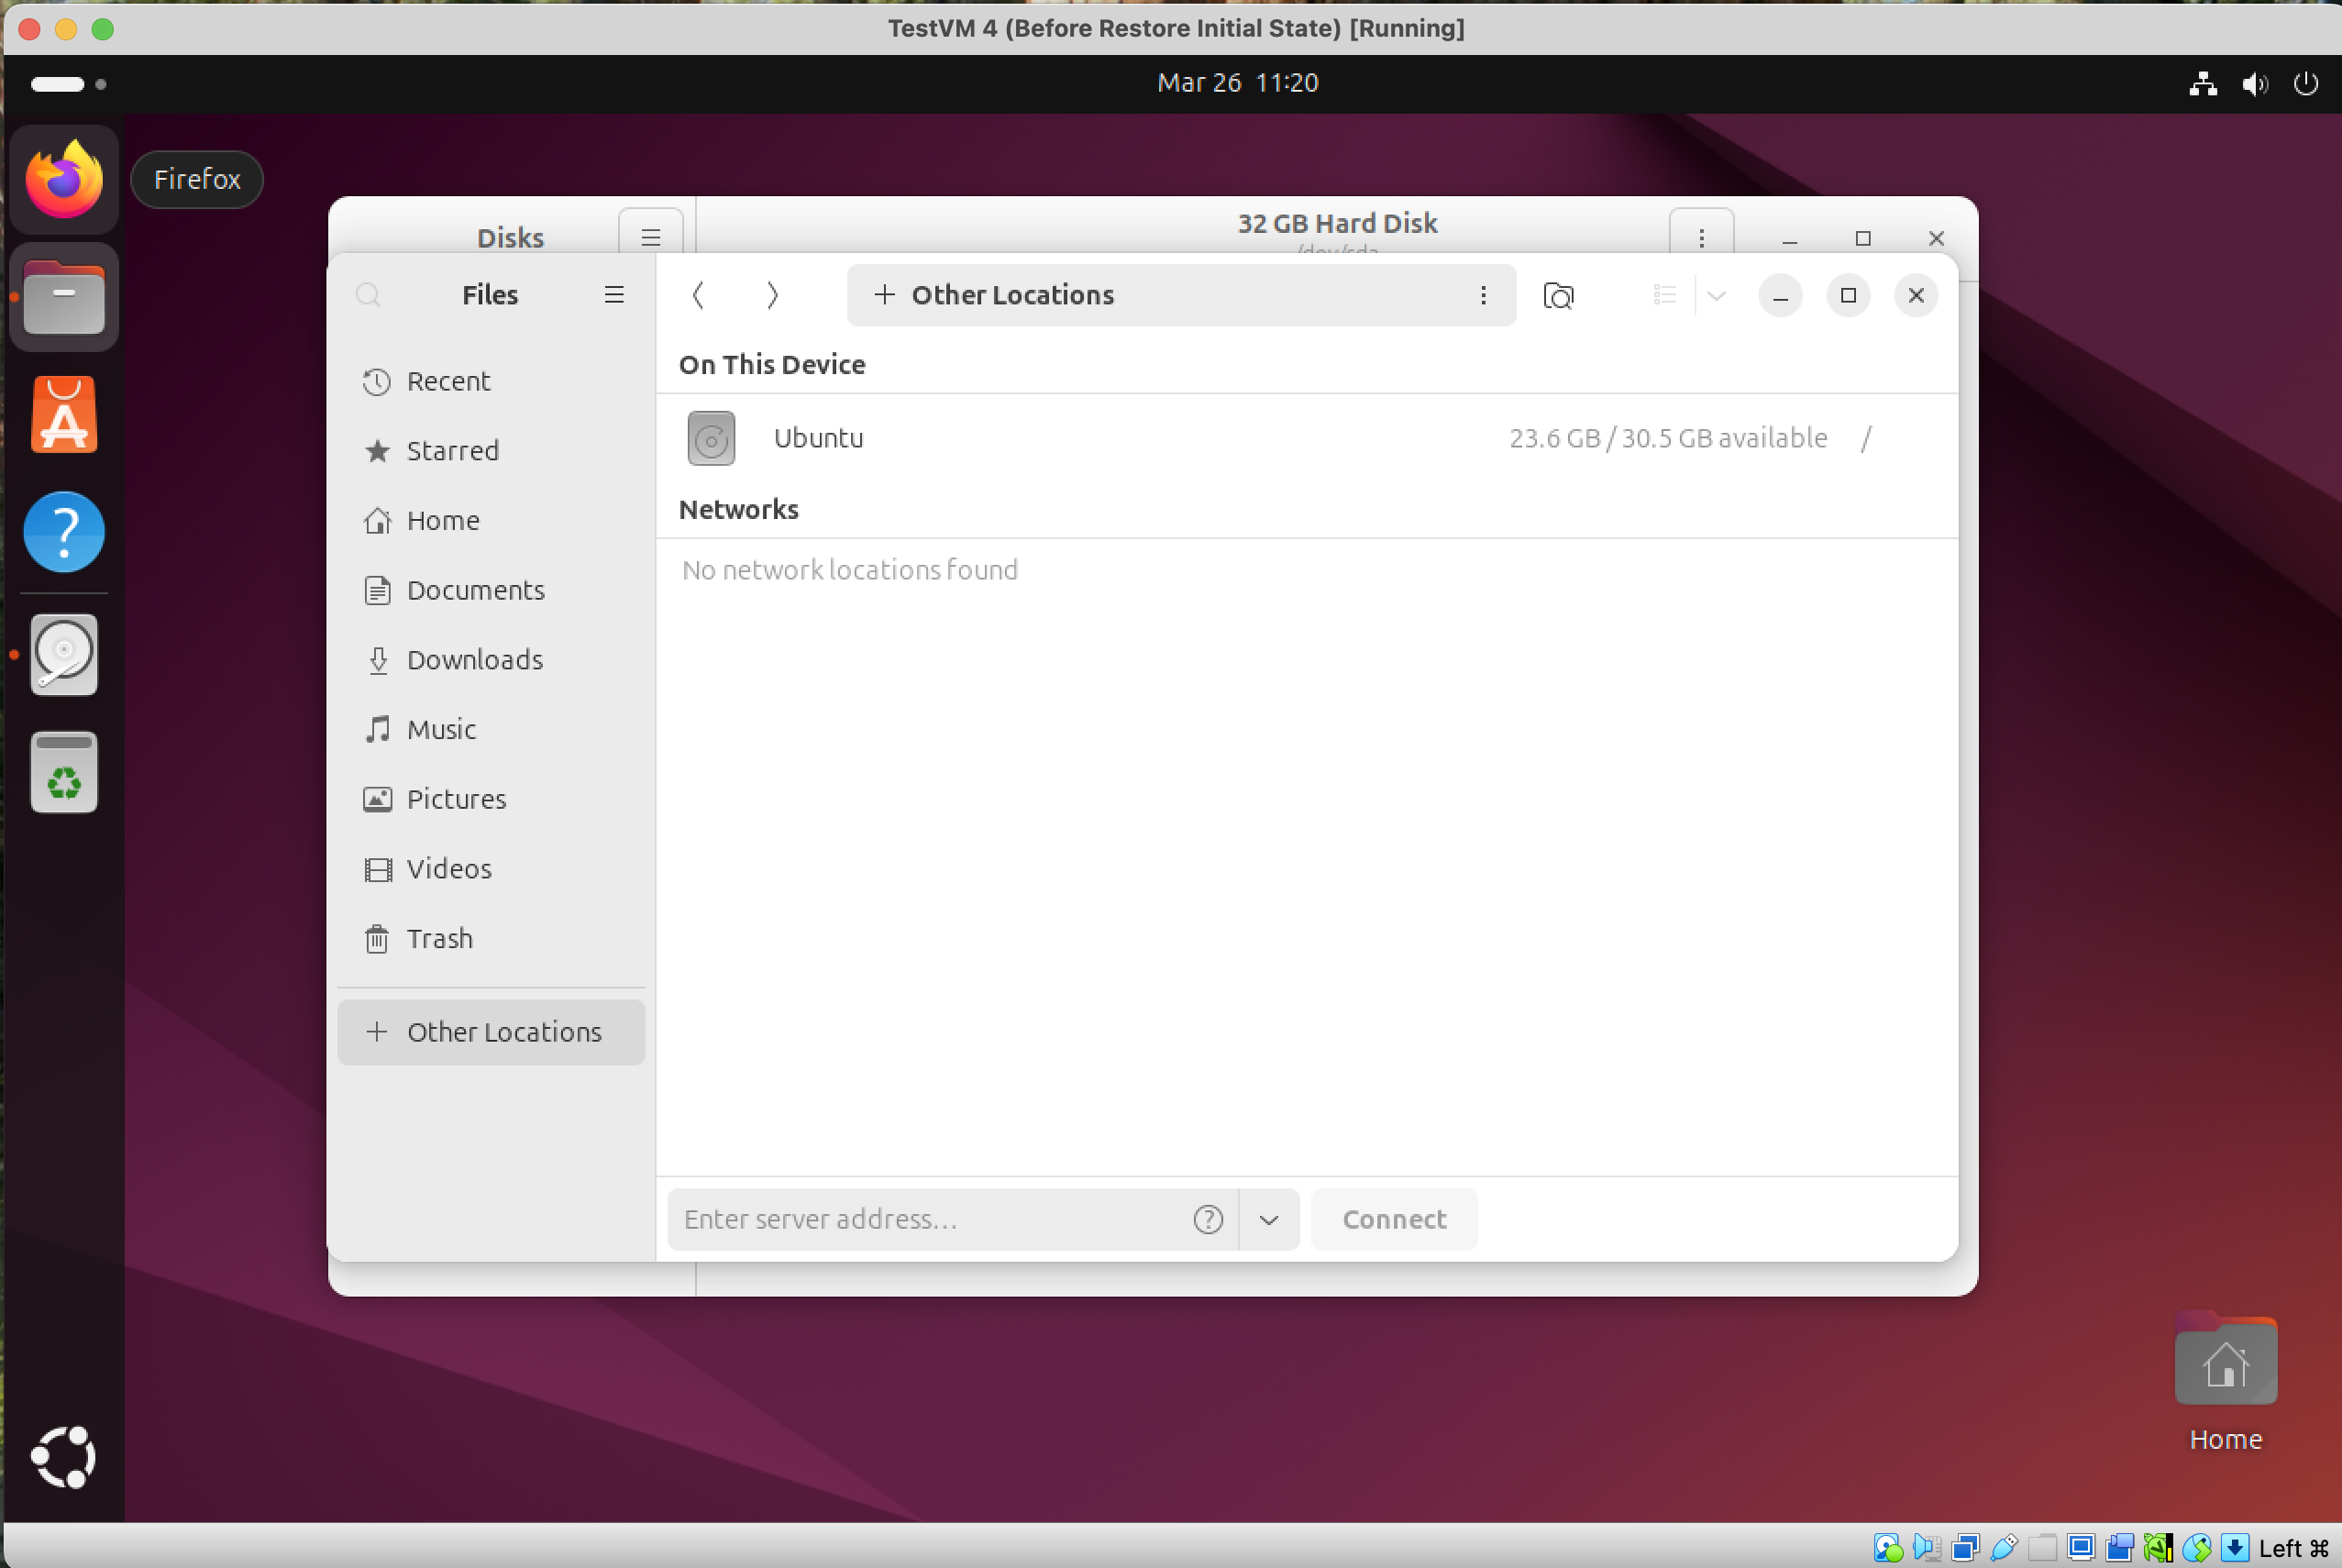 TestVM 4 (Before Restore Initial State) [Running]
Mar 26 11:20
Firefox
Disks
32 GB Hard Disk
/dev/sda
Files
Other Locations
Recent
Starred
Home
Documents
Downloads
Music
Pictures
Videos
Trash
Other Locations
On This Device
Ubuntu
23.6 GB / 30.5 GB available /
Networks
No network locations found
Enter server address...
Connect
Home
Left ⌘